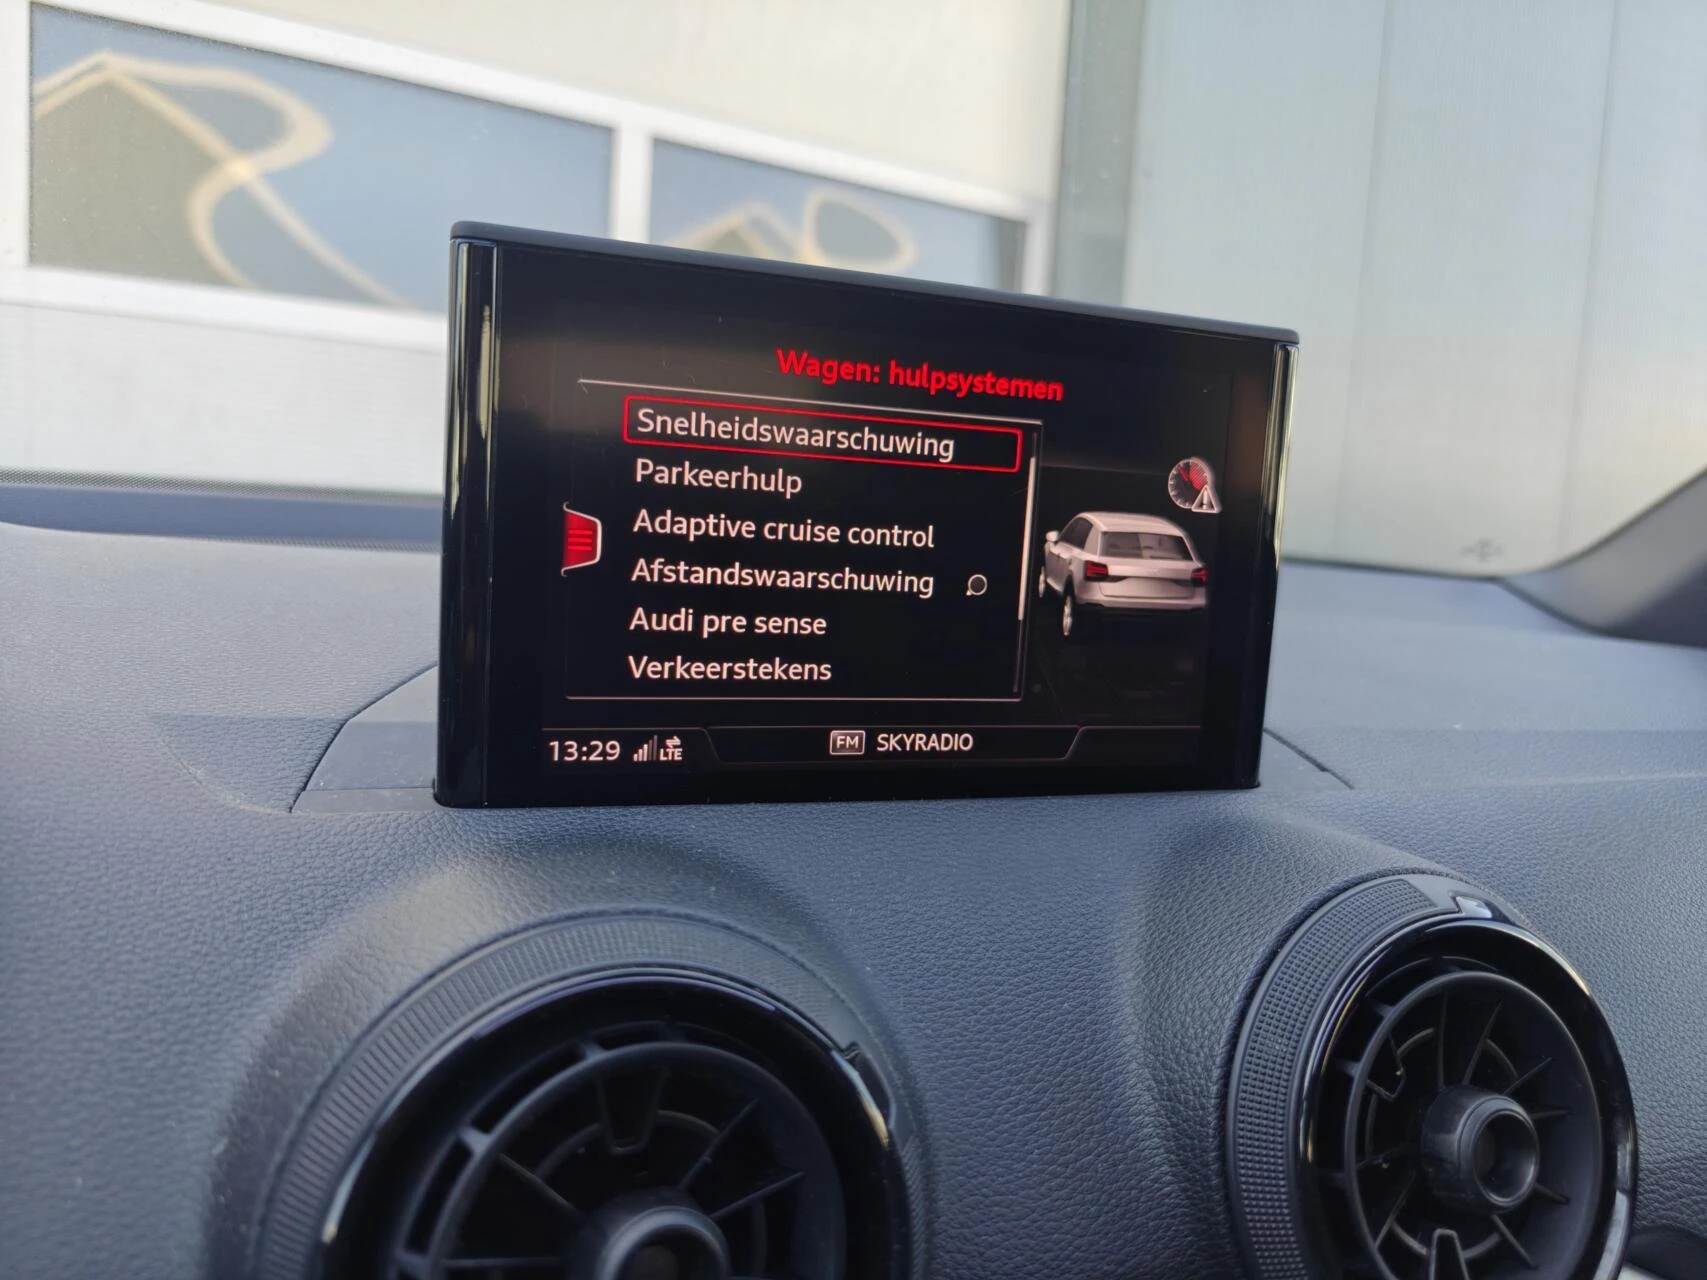 Wagen: hulpsystemen
Snelheidswaarschuwing
Parkeerhulp
Adaptive cruise control
Afstandswaarschuwing
Audi pre sense
Verkeerstekens
13:29 LTE FM SKYRADIO